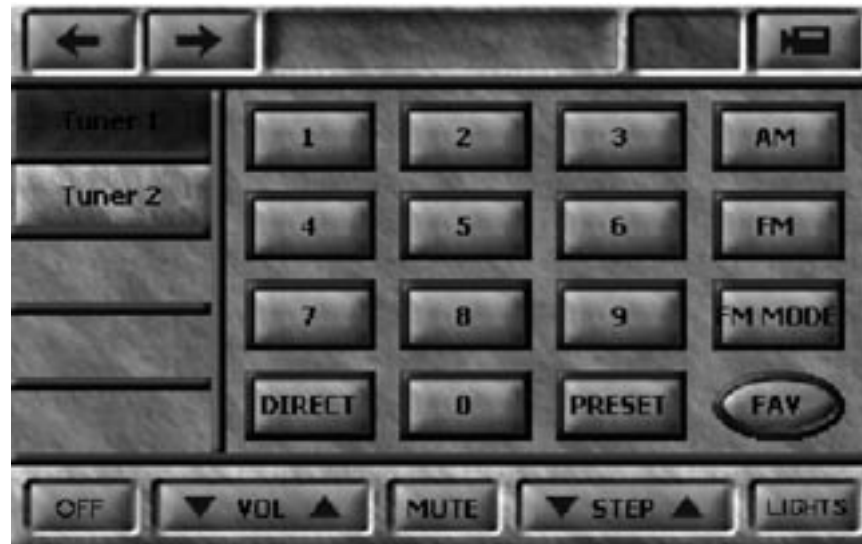 Tuner 1
Tuner 2
1 2 3 AM
4 5 6 FM
7 8 9 FM MODE
DIRECT 0 PRESET FAV
OFF VOL MUTE STEP LIGHTS